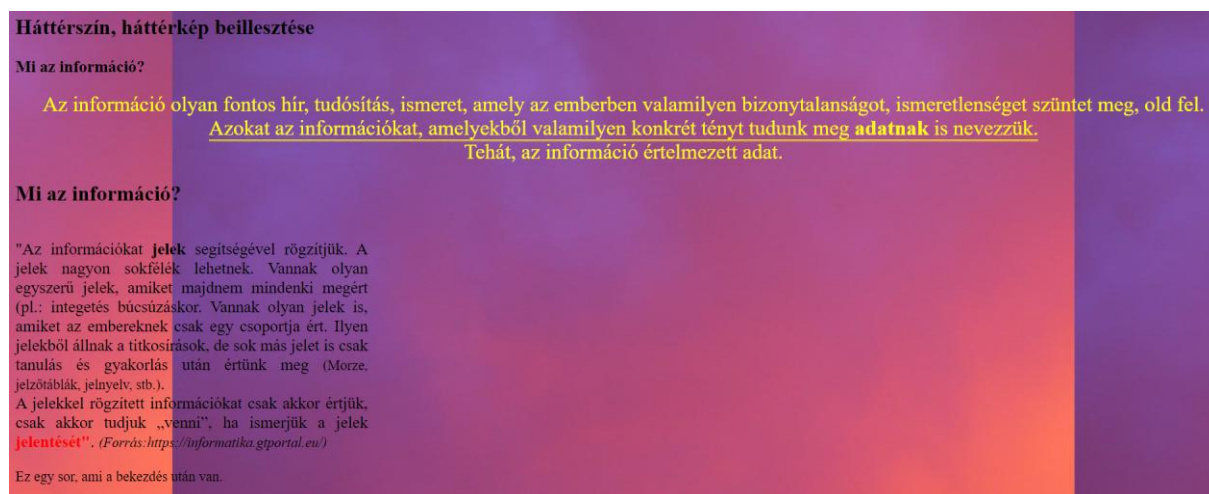 Háttérszín, háttérkép beillesztése
Mi az információ?
Az információ olyan fontos hír, tudósítás, ismeret, amely az emberben valamilyen bizonytalanságot, ismeretlenséget szüntet meg, old fel.
Azokat az információkat, amelyekből valamilyen konkrét tényt tudunk meg adatnak is nevezzük.
Tehát, az információ értelmezett adat.
Mi az információ?
"Az információkat jelek segítségével rögzítjük. A
jelek nagyon sokfélék lehetnek. Vannak olyan
egyszerű jelek, amiket majdnem mindenki megért
(pl.: integetés búcsúzáskor. Vannak olyan jelek is,
amiket az embereknek csak egy csoportja ért. Ilyen
jelekből állnak a titkosírások, de sok más jelet is csak
tanulás és gyakorlás után értünk meg (Morze,
jelzőtáblák, jelnyelv, stb.).
A jelekkel rögzített információkat csak akkor értjük,
csak akkor tudjuk „venni”, ha ismerjük a jelek
jelentését". (Forrás:https://informatika.gtportal.eu/)
Ez egy sor, ami a bekezdés után van.